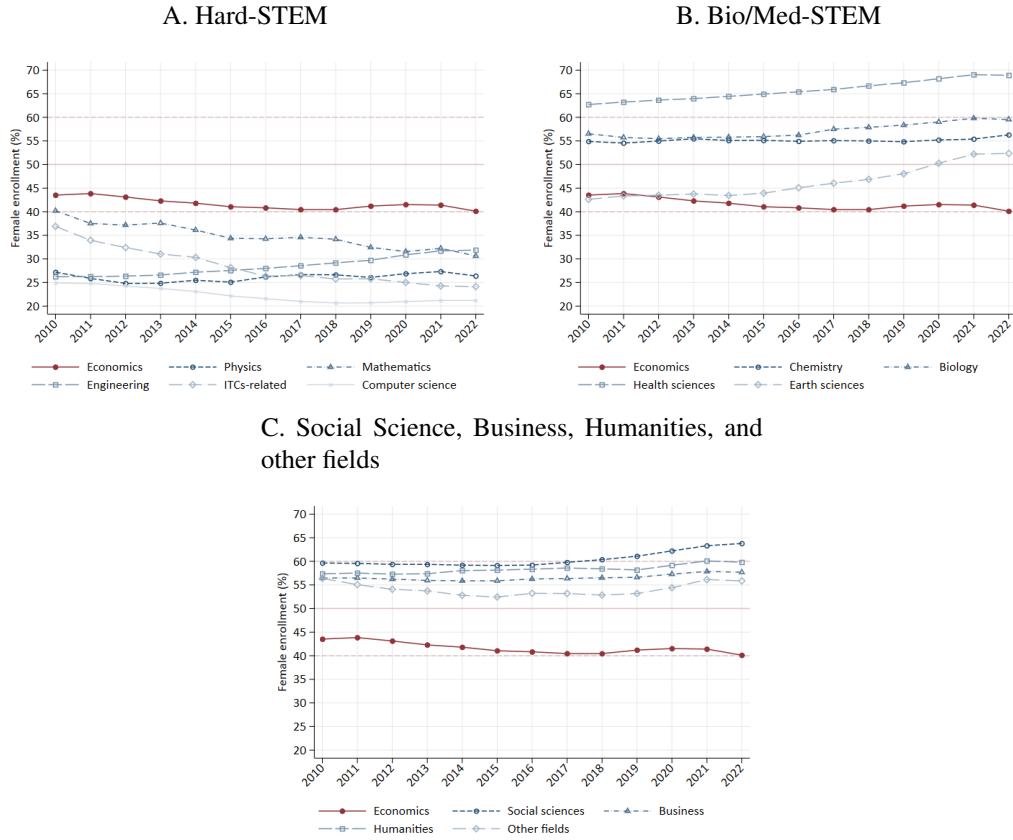 A. Hard-STEM
B. Bio/Med-STEM
Female enrollment (%)
70
65
60
55
50
45
40
35
30
25
20
2010 2011 2012 2013 2014 2015 2016 2017 2018 2019 2020 2021 2022
Economics Physics Mathematics
Engineering ITCs-related Computer science
Female enrollment (%)
70
65
60
55
50
45
40
35
30
25
20
2010 2011 2012 2013 2014 2015 2016 2017 2018 2019 2020 2021 2022
Economics Chemistry Biology
Health sciences Earth sciences
C. Social Science, Business, Humanities, and
other fields
Female enrollment (%)
70
65
60
55
50
45
40
35
30
25
20
2010 2011 2012 2013 2014 2015 2016 2017 2018 2019 2020 2021 2022
Economics Social sciences Business
Humanities Other fields